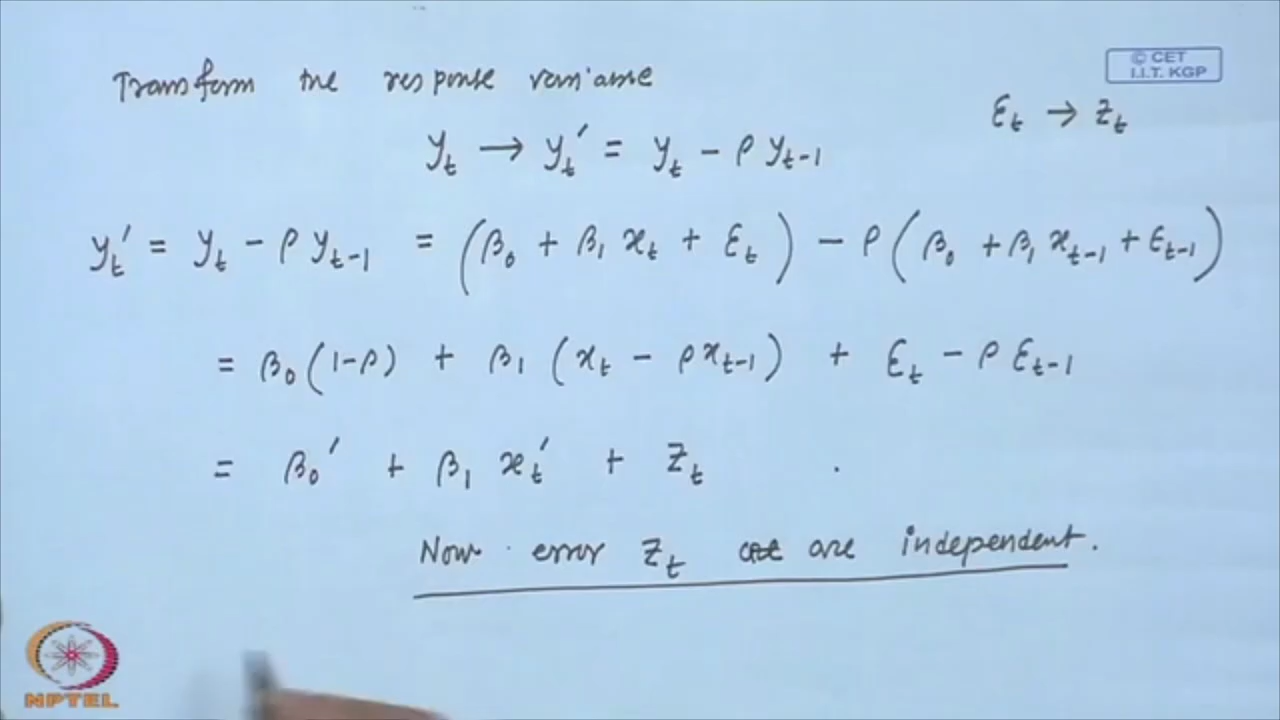 Transform the response variable
© CET
I.I.T. KGP
εₜ → Zₜ
yₜ → yₜ′ = yₜ − ρ yₜ₋₁
yₜ′ = yₜ − ρ yₜ₋₁ = (β₀ + β₁ xₜ + εₜ) − ρ (β₀ + β₁ xₜ₋₁ + εₜ₋₁)
= β₀ (1−ρ) + β₁ (xₜ − ρ xₜ₋₁) + εₜ − ρ εₜ₋₁
= β₀′ + β₁ xₜ′ + Zₜ .
Now error Zₜ are independent.
NPTEL